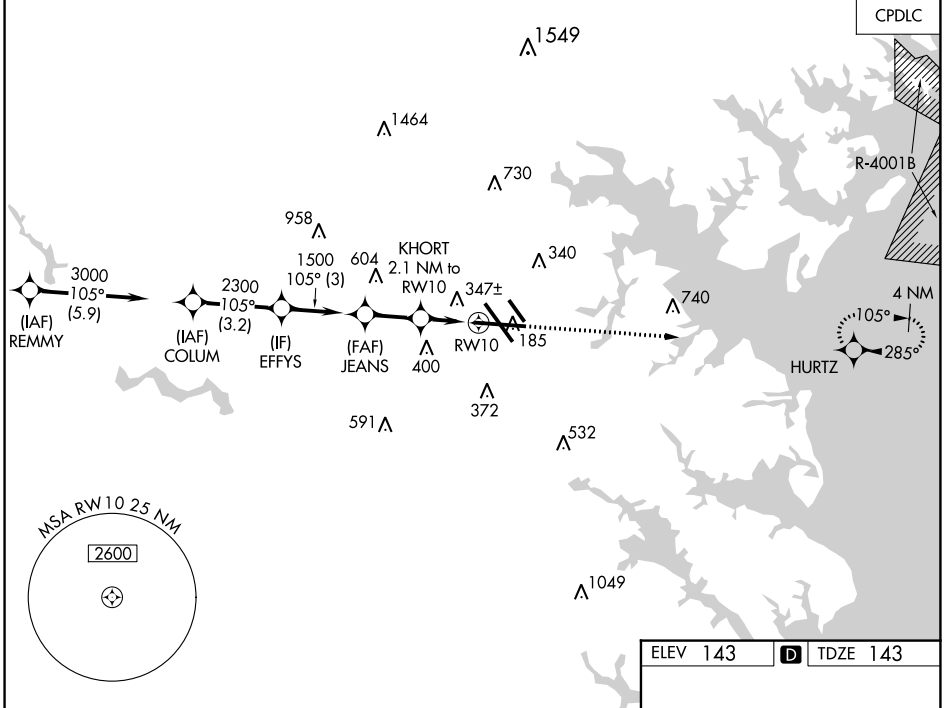 CPDLC
1549
1464
730
R-4001B
958
KHORT
2.1 NM to
RW10
1500
105° (3)
604
340
3000
105°
(5.9)
2300
105°
(3.2)
347±
740
4 NM
105°
285°
(IAF)
REMMY
(IAF)
COLUM
(IF)
EFFYS
(FAF)
JEANS
400
RW10
185
HURTZ
372
591
532
MSA RW10 25 NM
2600
1049
ELEV 143 D TDZE 143